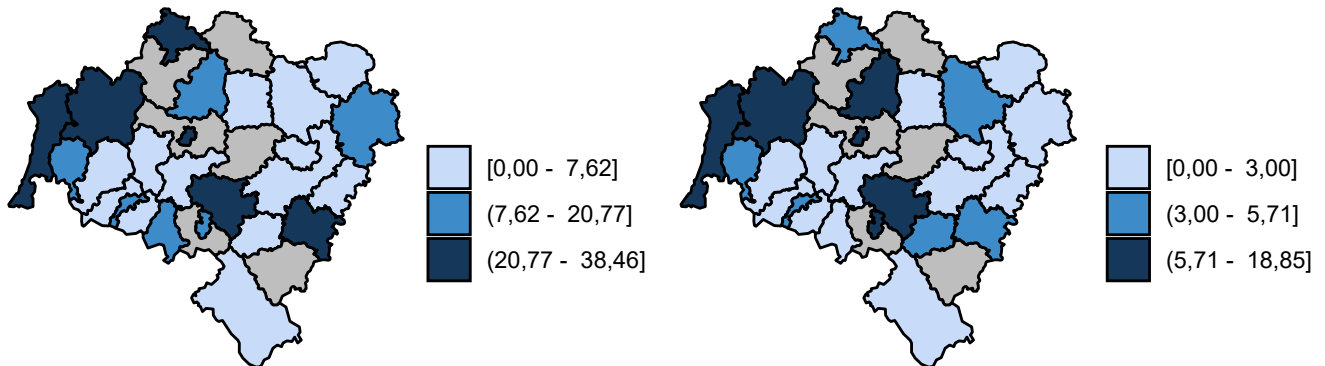 [0,00 - 7,62]
(7,62 - 20,77]
(20,77 - 38,46]
[0,00 - 3,00]
(3,00 - 5,71]
(5,71 - 18,85]